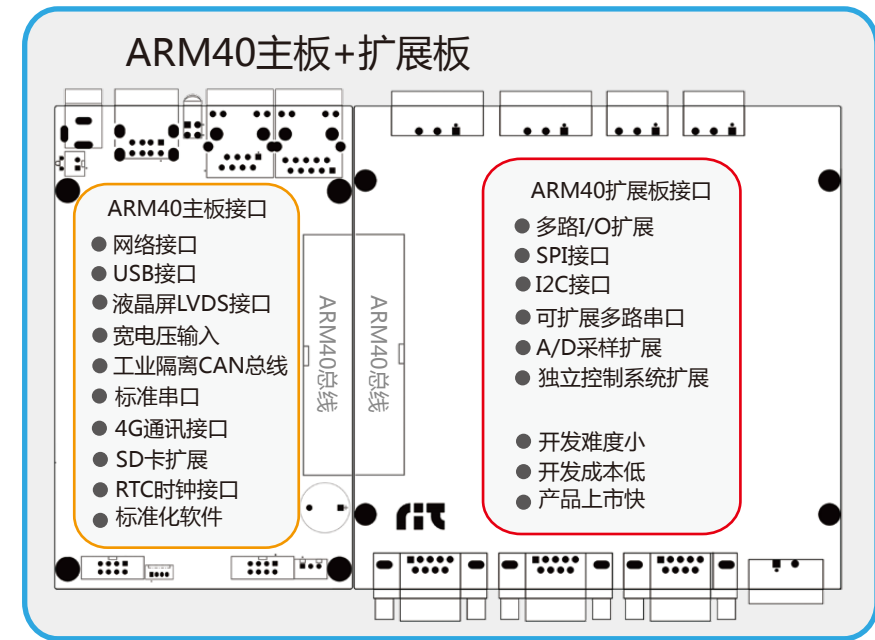 ARM40主板+扩展板
ARM40主板接口
网络接口
USB接口
液晶屏LVDS接口
宽电压输入
工业隔离CAN总线
标准串口
4G通讯接口
SD卡扩展
RTC时钟接口
标准化软件
ARM40总线
ARM40总线
ARM40扩展板接口
多路I/O扩展
SPI接口
I2C接口
可扩展多路串口
A/D采样扩展
独立控制系统扩展
开发难度小
开发成本低
产品上市快
rit